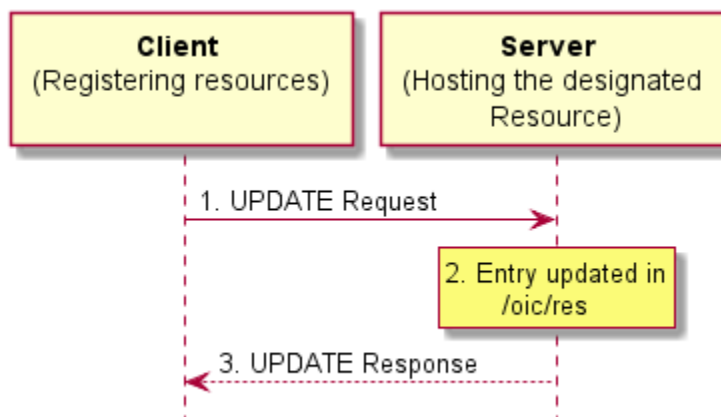 Client
(Registering resources)
Server
(Hosting the designated
Resource)
1. UPDATE Request
2. Entry updated in
/oic/res
3. UPDATE Response